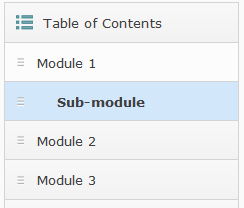 Table of Contents
Module 1
Sub-module
Module 2
Module 3